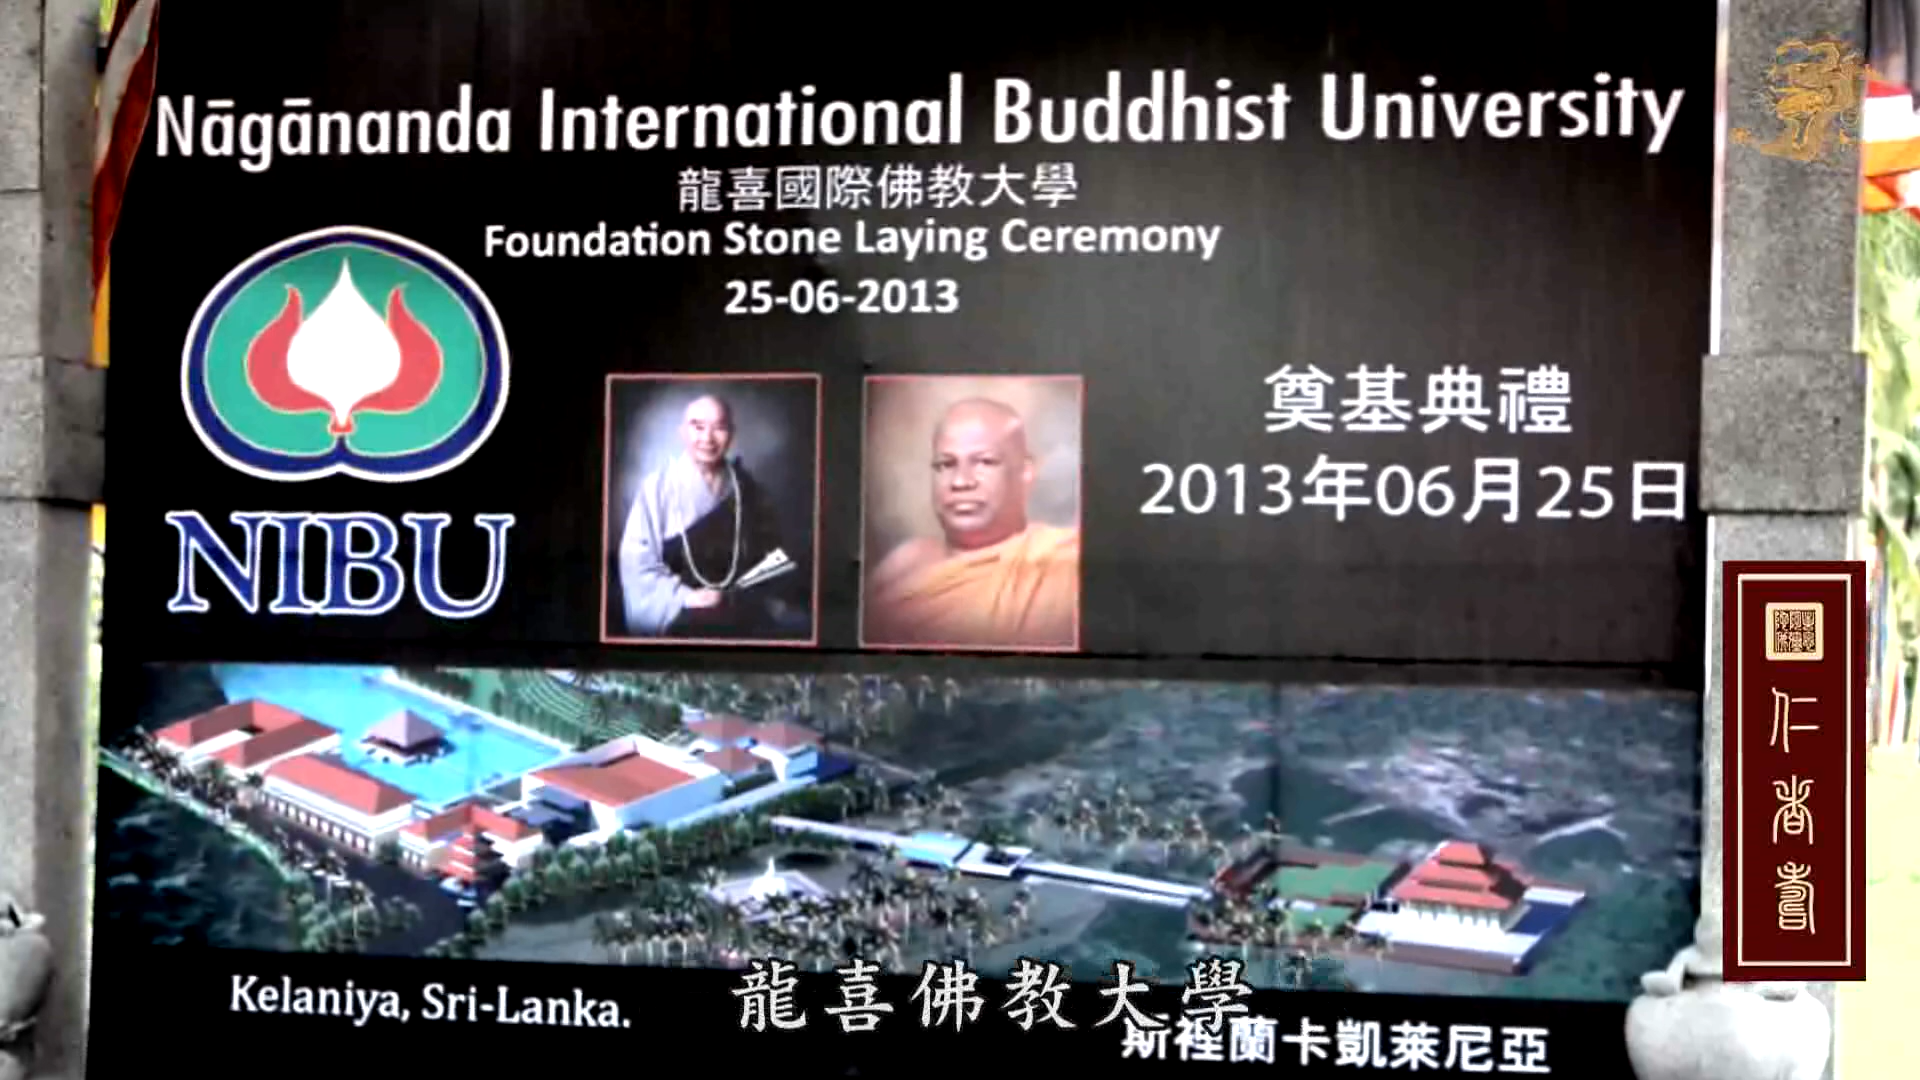 Nāgānanda International Buddhist University
龍喜國際佛教大學
Foundation Stone Laying Ceremony
25-06-2013
奠基典禮
2013年06月25日
NIBU
仁者壽
Kelaniya, Sri-Lanka.
龍喜佛教大學
斯裡蘭卡凱萊尼亞